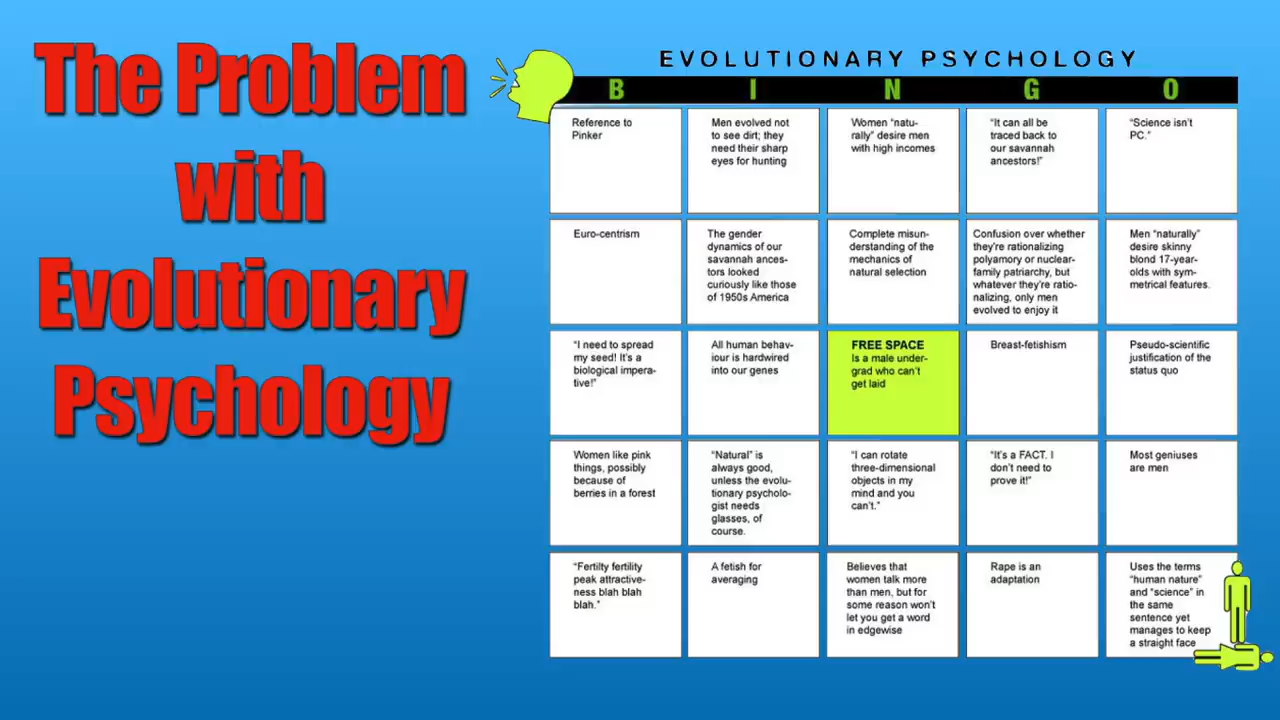 The Problem
with
Evolutionary
Psychology
EVOLUTIONARY PSYCHOLOGY
B I N G O
Reference to
Pinker
Men evolved not
to see dirt; they
need their sharp
eyes for hunting
Women “natu-
rally” desire men
with high incomes
“It can all be
traced back to
our savannah
ancestors!”
“Science isn’t
PC.”
Euro-centrism
The gender
dynamics of our
savannah ances-
tors looked
curiously like those
of 1950s America
Complete misun-
derstanding of the
mechanics of
natural selection
Confusion over whether
they’re rationalizing
polyamory or nuclear-
family patriarchy, but
whatever they’re ratio-
nalizing, only men
evolved to enjoy it
Men “naturally”
desire skinny
blond 17-year-
olds with sym-
metrical features.
“I need to spread
my seed! It’s a
biological impera-
tive!”
All human behav-
iour is hardwired
into our genes
FREE SPACE
Is a male under-
grad who can’t
get laid
Breast-fetishism
Pseudo-scientific
justification of the
status quo
Women like pink
things, possibly
because of
berries in a forest
“Natural” is
always good,
unless the evolu-
tionary psycholo-
gist needs
glasses, of
course.
“I can rotate
three-dimensional
objects in my
mind and you
can’t.”
“It’s a FACT. I
don’t need to
prove it!”
Most geniuses
are men
“Fertilty fertility
peak attractive-
ness blah blah
blah.”
A fetish for
averaging
Believes that
women talk more
than men, but for
some reason won’t
let you get a word
in edgewise
Rape is an
adaptation
Uses the terms
“human nature”
and “science” in
the same
sentence yet
manages to keep
a straight face